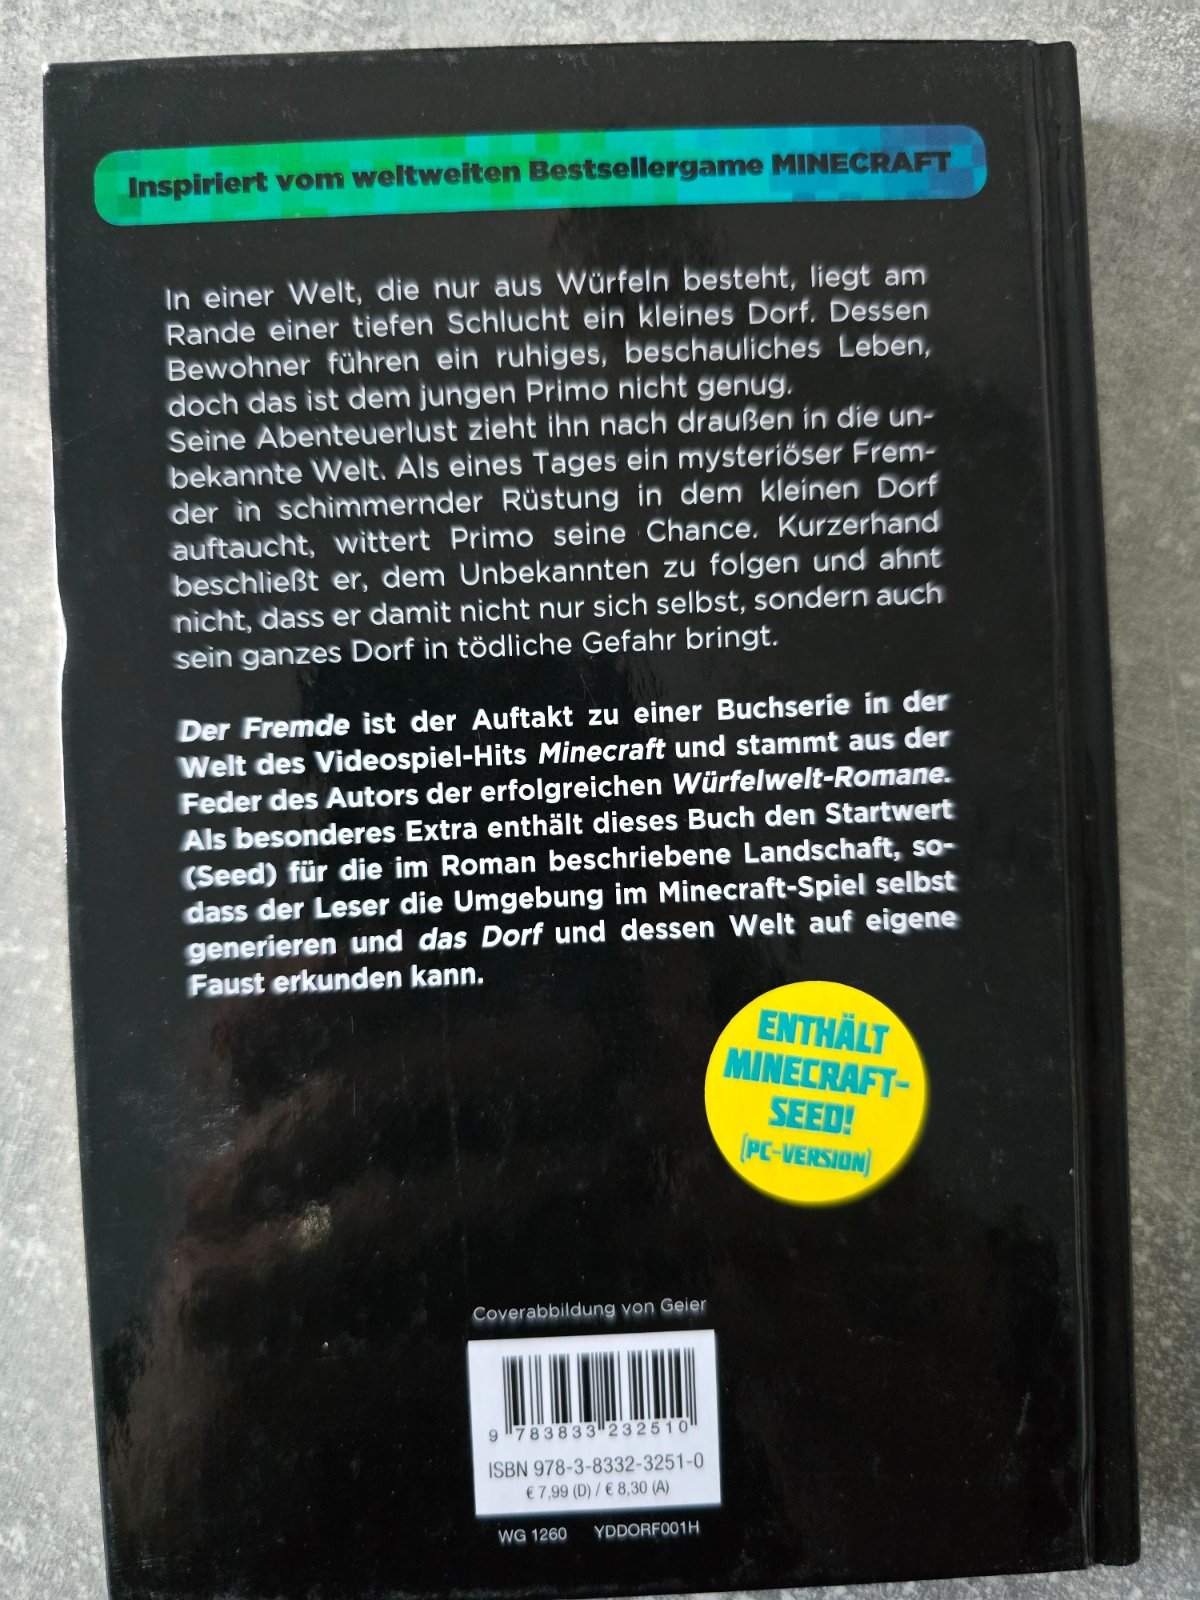 Inspiriert vom weltweiten Bestsellergame MINECRAFT
In einer Welt, die nur aus Würfeln besteht, liegt am
Rande einer tiefen Schlucht ein kleines Dorf. Dessen
Bewohner führen ein ruhiges, beschauliches Leben,
doch das ist dem jungen Primo nicht genug.
Seine Abenteuerlust zieht ihn nach draußen in die un-
bekannte Welt. Als eines Tages ein mysteriöser Frem-
der in schimmernder Rüstung in dem kleinen Dorf
auftaucht, wittert Primo seine Chance. Kurzerhand
beschließt er, dem Unbekannten zu folgen und ahnt
nicht, dass er damit nicht nur sich selbst, sondern auch
sein ganzes Dorf in tödliche Gefahr bringt.
Der Fremde ist der Auftakt zu einer Buchserie in der
Welt des Videospiel-Hits Minecraft und stammt aus der
Feder des Autors der erfolgreichen Würfelwelt-Romane.
Als besonderes Extra enthält dieses Buch den Startwert
(Seed) für die im Roman beschriebene Landschaft, so-
dass der Leser die Umgebung im Minecraft-Spiel selbst
generieren und das Dorf und dessen Welt auf eigene
Faust erkunden kann.
ENTHÄLT
MINECRAFT-
SEED!
(PC-VERSION)
Coverabbildung von Geier
9 783833 232510
ISBN 978-3-8332-3251-0
€ 7,99 (D) / € 8,30 (A)
WG 1260 YDDORF001H